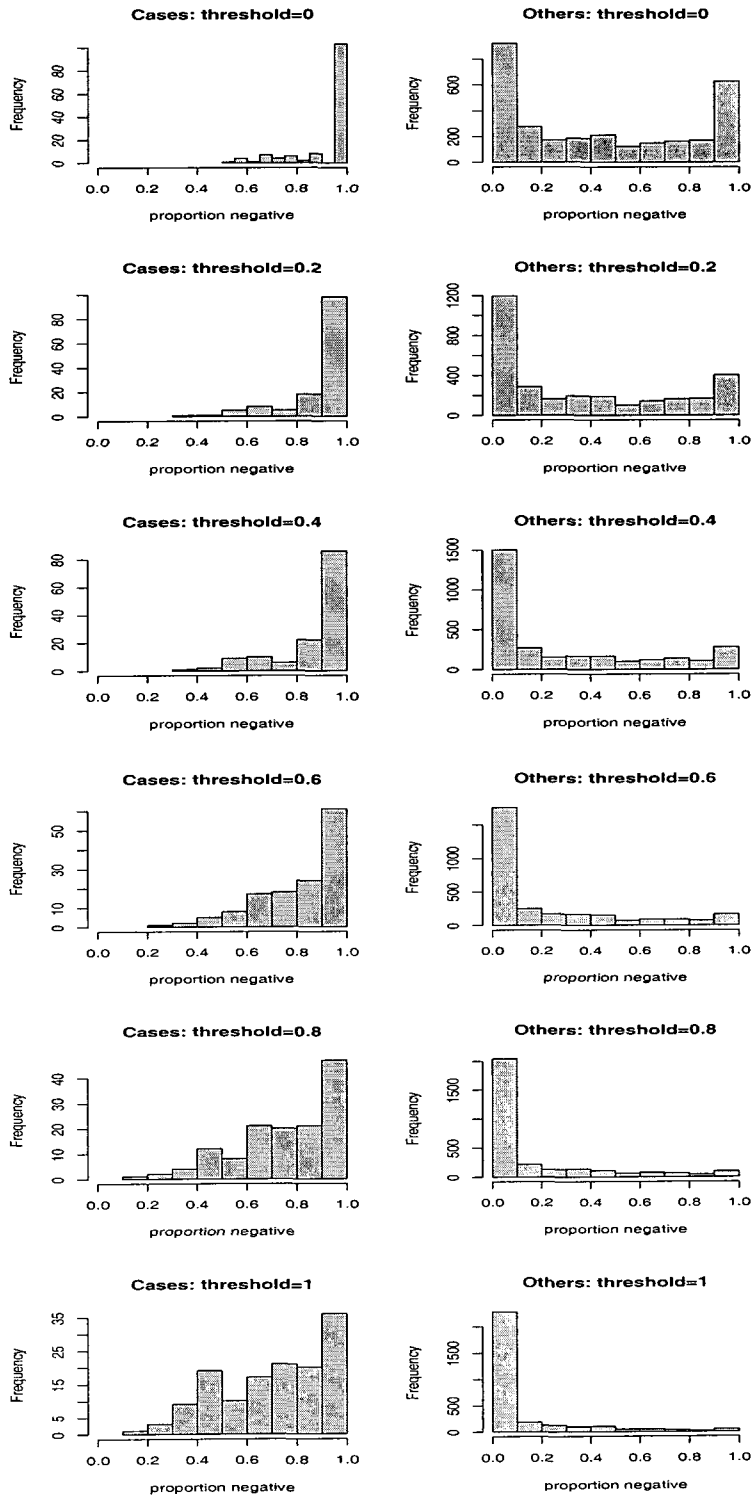 Cases: threshold=0
Frequency
0 20 40 60 80
0.0 0.2 0.4 0.6 0.8 1.0
proportion negative
Others: threshold=0
Frequency
0 200 600
0.0 0.2 0.4 0.6 0.8 1.0
proportion negative
Cases: threshold=0.2
Frequency
0 20 40 60 80
0.0 0.2 0.4 0.6 0.8 1.0
proportion negative
Others: threshold=0.2
Frequency
0 400 800 1200
0.0 0.2 0.4 0.6 0.8 1.0
proportion negative
Cases: threshold=0.4
Frequency
0 20 40 60 80
0.0 0.2 0.4 0.6 0.8 1.0
proportion negative
Others: threshold=0.4
Frequency
0 500 1000 1500
0.0 0.2 0.4 0.6 0.8 1.0
proportion negative
Cases: threshold=0.6
Frequency
0 10 30 50
0.0 0.2 0.4 0.6 0.8 1.0
proportion negative
Others: threshold=0.6
Frequency
0 500 1000
0.0 0.2 0.4 0.6 0.8 1.0
proportion negative
Cases: threshold=0.8
Frequency
0 10 20 30 40
0.0 0.2 0.4 0.6 0.8 1.0
proportion negative
Others: threshold=0.8
Frequency
0 500 1500
0.0 0.2 0.4 0.6 0.8 1.0
proportion negative
Cases: threshold=1
Frequency
0 5 15 25 35
0.0 0.2 0.4 0.6 0.8 1.0
proportion negative
Others: threshold=1
Frequency
0 500 1500
0.0 0.2 0.4 0.6 0.8 1.0
proportion negative